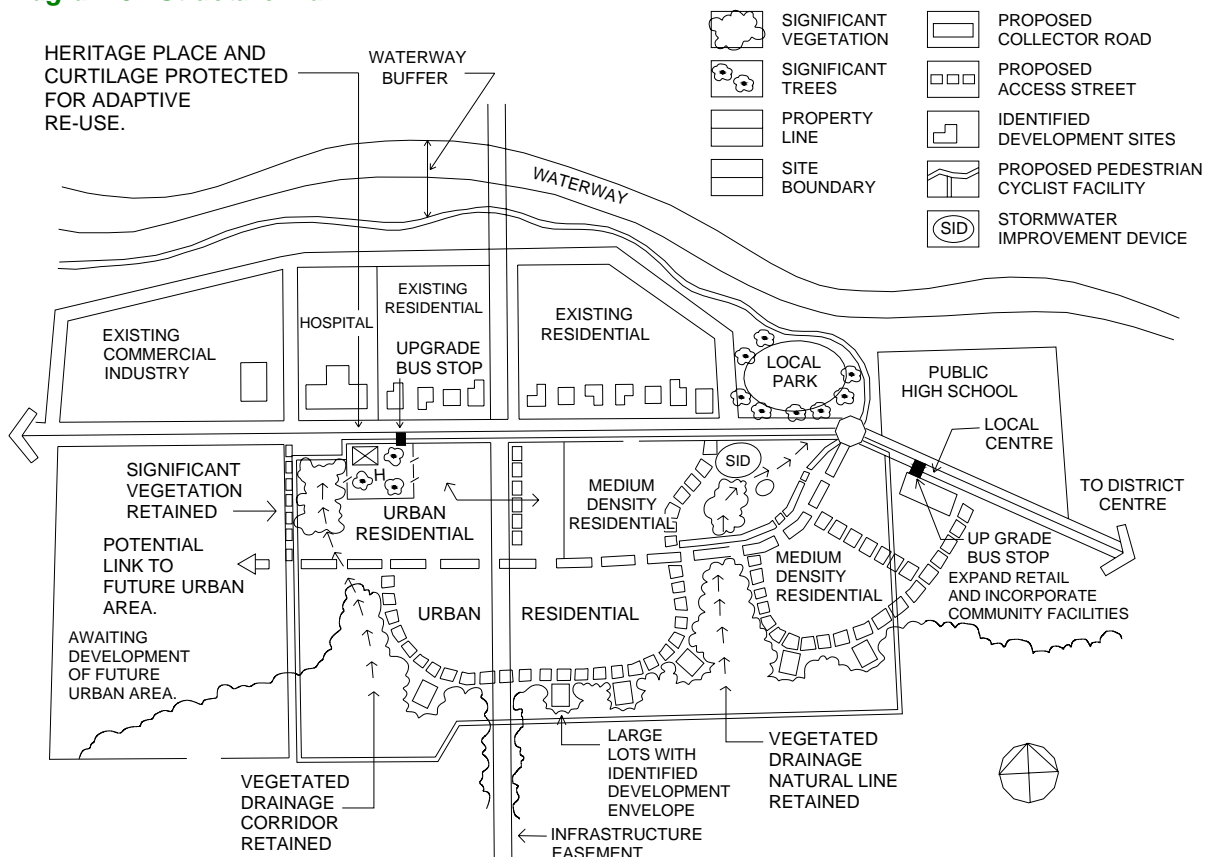 HERITAGE PLACE AND
CURTILAGE PROTECTED
FOR ADAPTIVE
RE-USE.
WATERWAY
BUFFER
SIGNIFICANT
VEGETATION
SIGNIFICANT
TREES
PROPERTY
LINE
SITE
BOUNDARY
PROPOSED
COLLECTOR ROAD
PROPOSED
ACCESS STREET
IDENTIFIED
DEVELOPMENT SITES
PROPOSED PEDESTRIAN
CYCLIST FACILITY
SID
STORMWATER
IMPROVEMENT DEVICE
WATERWAY
EXISTING
COMMERCIAL
INDUSTRY
HOSPITAL
EXISTING
RESIDENTIAL
UPGRADE
BUS STOP
EXISTING
RESIDENTIAL
LOCAL
PARK
PUBLIC
HIGH SCHOOL
LOCAL
CENTRE
TO DISTRICT
CENTRE
SIGNIFICANT
VEGETATION
RETAINED
H
URBAN
RESIDENTIAL
MEDIUM
DENSITY
RESIDENTIAL
SID
UP GRADE
BUS STOP
EXPAND RETAIL
AND INCORPORATE
COMMUNITY FACILITIES
POTENTIAL
LINK TO
FUTURE URBAN
AREA.
MEDIUM
DENSITY
RESIDENTIAL
URBAN RESIDENTIAL
AWAITING
DEVELOPMENT
OF FUTURE
URBAN AREA.
VEGETATED
DRAINAGE
CORRIDOR
RETAINED
LARGE
LOTS WITH
IDENTIFIED
DEVELOPMENT
ENVELOPE
VEGETATED
DRAINAGE
NATURAL LINE
RETAINED
INFRASTRUCTURE
EASEMENT